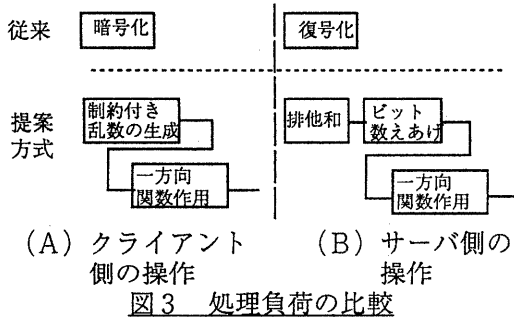 従来
暗号化
復号化
提案
方式
制約付き
乱数の生成
排他和
ビット
数えあげ
一方向
関数作用
一方向
関数作用
(A) クライアント
側の操作
(B) サーバ側の
操作
図3 処理負荷の比較